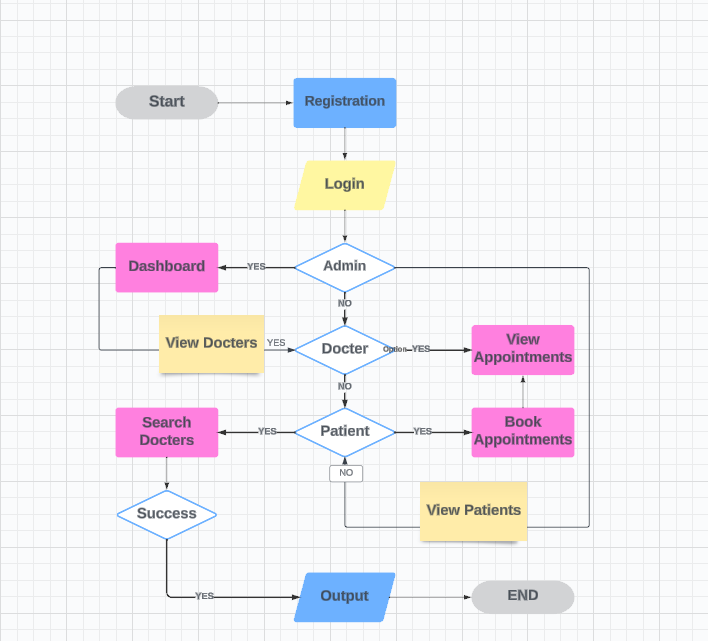 Start
Registration
Login
Dashboard
YES
Admin
NO
View Docters
YES
Docter
Option
YES
View
Appointments
NO
Search
Docters
YES
Patient
YES
Book
Appointments
NO
Success
View Patients
YES
Output
END